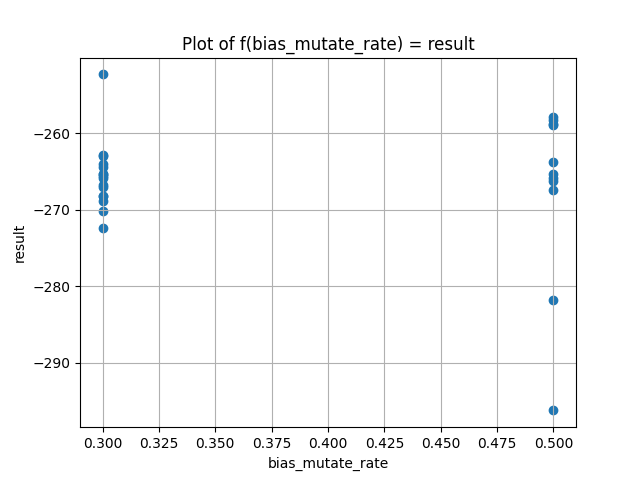 Plot of f(bias_mutate_rate) = result
result
−260
−270
−280
−290
0.300 0.325 0.350 0.375 0.400 0.425 0.450 0.475 0.500
bias_mutate_rate